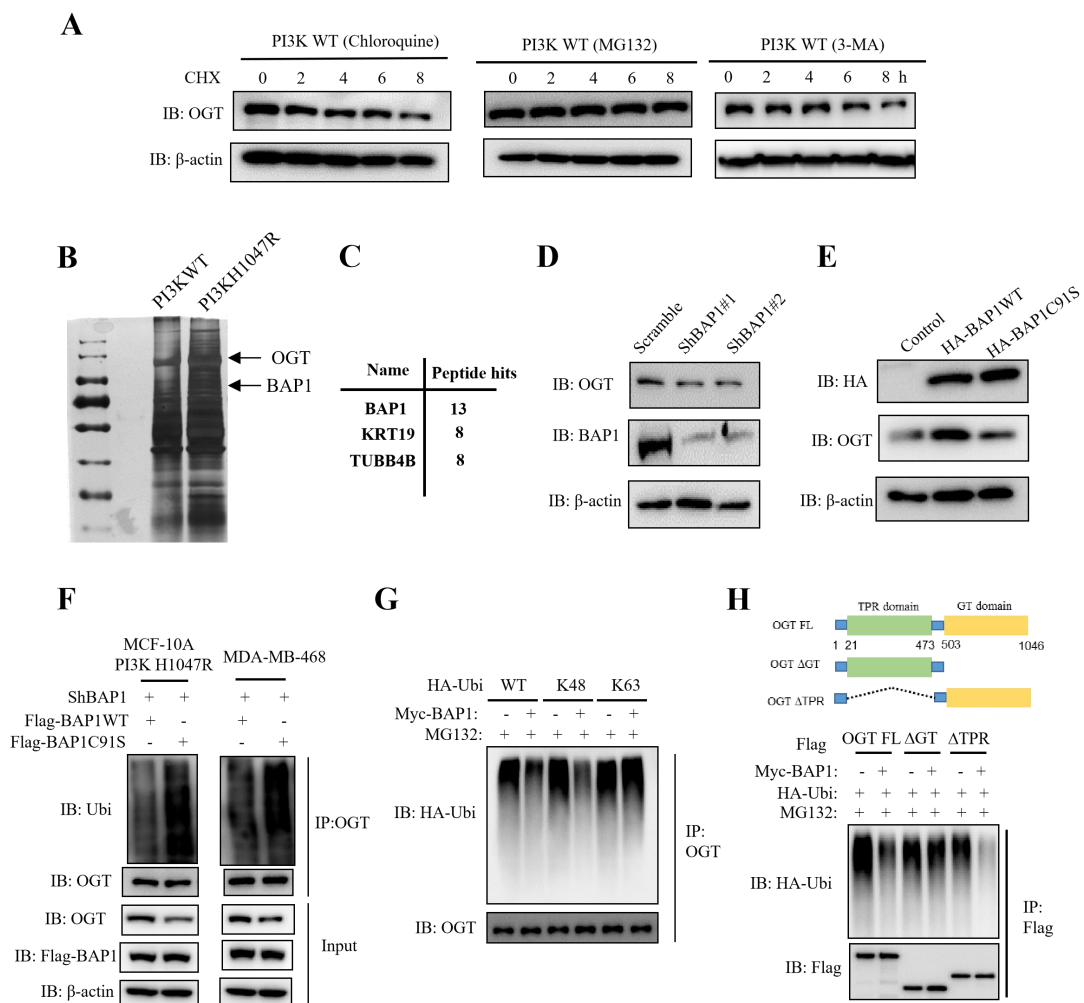 A
PI3K WT (Chloroquine)
PI3K WT (MG132)
PI3K WT (3-MA)
CHX 0 2 4 6 8 0 2 4 6 8 0 2 4 6 8 h
IB: OGT
IB: β-actin
B
PI3KWT
PI3KH1047R
OGT
BAP1
C
Name Peptide hits
BAP1 13
KRT19 8
TUBB4B 8
D
Scramble
ShBAP1#1
ShBAP1#2
IB: OGT
IB: BAP1
IB: β-actin
E
Control
HA-BAP1WT
HA-BAP1C91S
IB: HA
IB: OGT
IB: β-actin
F
MCF-10A
PI3K H1047R
MDA-MB-468
ShBAP1 + + + +
Flag-BAP1WT + - + -
Flag-BAP1C91S - + - +
IB: Ubi
IP:OGT
IB: OGT
IB: OGT
IB: Flag-BAP1
Input
IB: β-actin
G
HA-Ubi WT K48 K63
Myc-BAP1: - + - + - +
MG132: + + + + + +
IB: HA-Ubi
IP:
OGT
IB: OGT
H
TPR domain GT domain
OGT FL
1 21 473 503 1046
OGT ΔGT
OGT ΔTPR
Flag OGT FL ΔGT ΔTPR
Myc-BAP1: - + - + - +
HA-Ubi: + + + + + +
MG132: + + + + + +
IB: HA-Ubi
IP:
Flag
IB: Flag